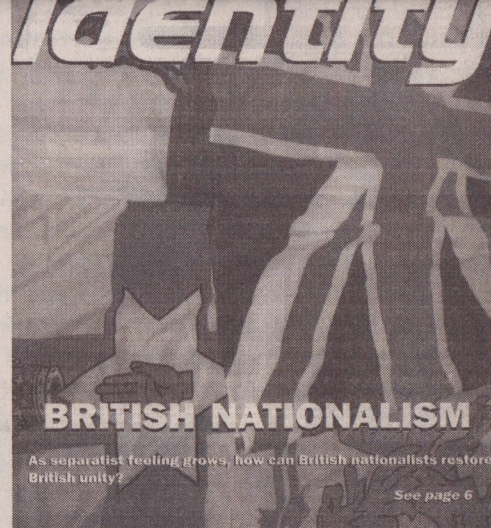 identity
BRITISH NATIONALISM
As separatist feeling grows, how can British nationalists restore
British unity?
See page 6